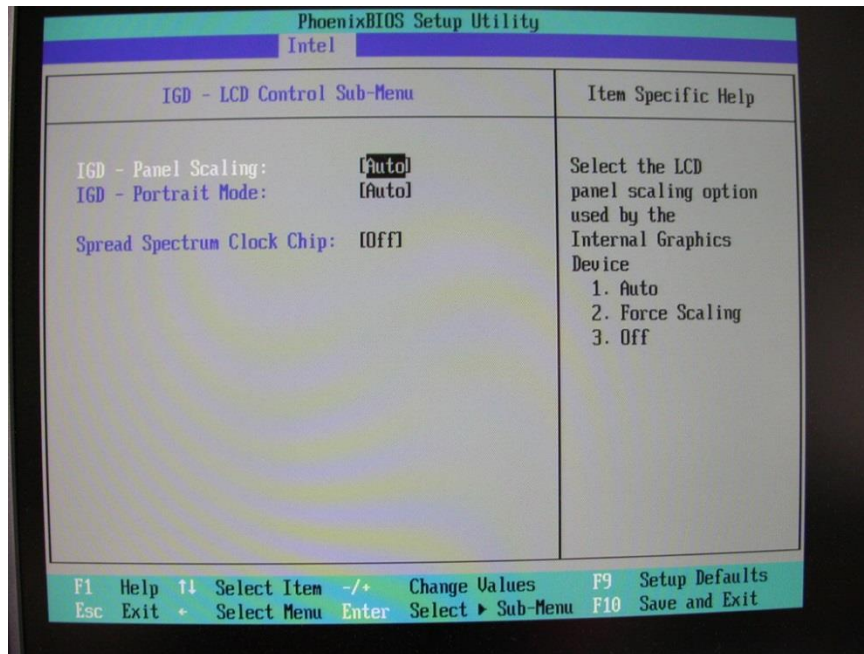 PhoenixBIOS Setup Utility
Intel
IGD - LCD Control Sub-Menu
Item Specific Help
IGD - Panel Scaling: [Auto]
IGD - Portrait Mode: [Auto]
Spread Spectrum Clock Chip: [Off]
Select the LCD
panel scaling option
used by the
Internal Graphics
Device
1. Auto
2. Force Scaling
3. Off
F1 Help ↑↓ Select Item -/+ Change Values F9 Setup Defaults
Esc Exit ← Select Menu Enter Select ▶ Sub-Menu F10 Save and Exit